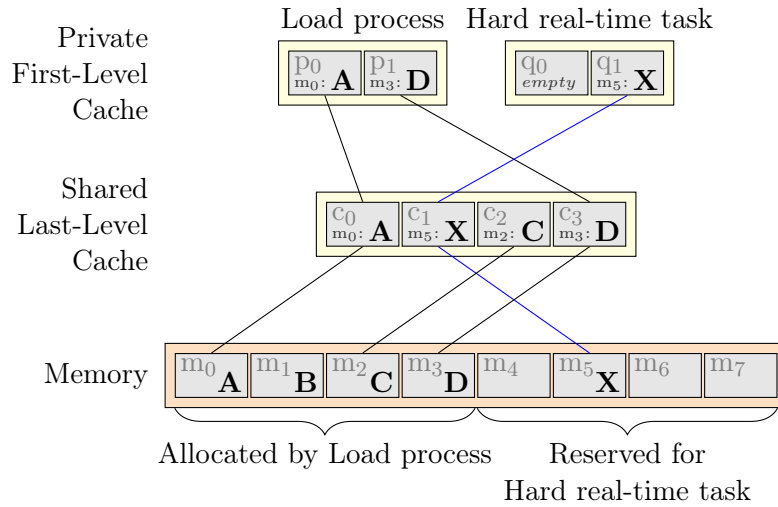 Load process Hard real-time task
Private
First-Level
Cache
p0 m0: A p1 m3: D q0 empty q1 m5: X
Shared
Last-Level
Cache
c0 m0: A c1 m5: X c2 m2: C c3 m3: D
Memory
m0 A m1 B m2 C m3 D m4 m5 X m6 m7
Allocated by Load process Reserved for
Hard real-time task